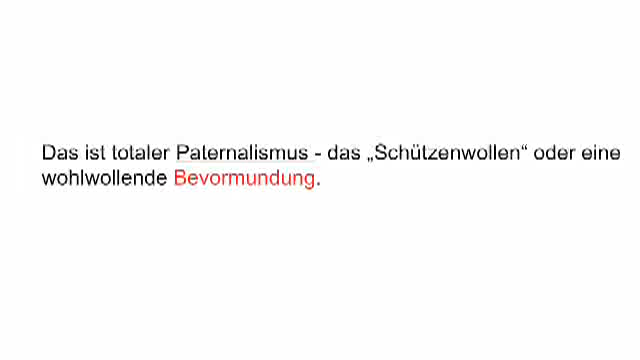 Das ist totaler Paternalismus - das „Schützenwollen“ oder eine
wohlwollende Bevormundung.